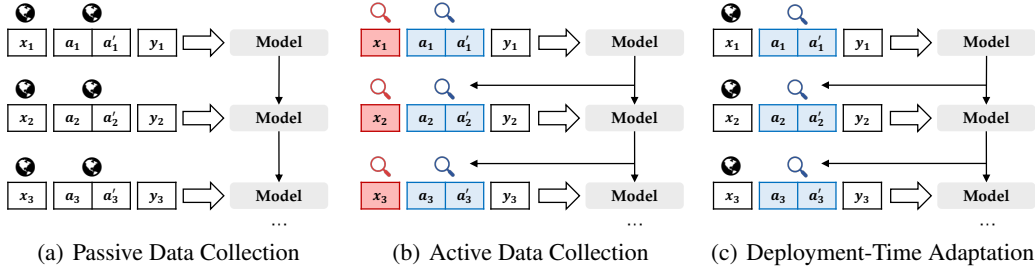 x₁ a₁ a′₁ y₁ Model x₁ a₁ a′₁ y₁ Model x₁ a₁ a′₁ y₁ Model
x₂ a₂ a′₂ y₂ Model x₂ a₂ a′₂ y₂ Model x₂ a₂ a′₂ y₂ Model
x₃ a₃ a′₃ y₃ Model x₃ a₃ a′₃ y₃ Model x₃ a₃ a′₃ y₃ Model
... ... ...
(a) Passive Data Collection (b) Active Data Collection (c) Deployment-Time Adaptation